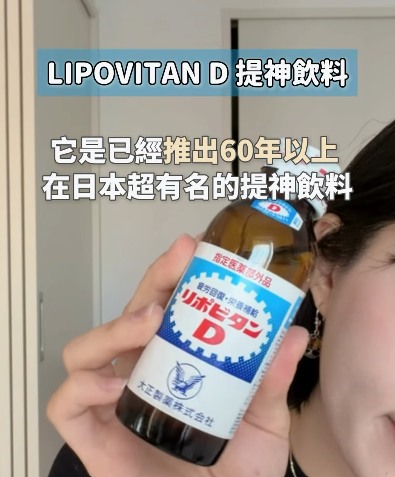 LIPOVITAN D 提神飲料
它是已經推出60年以上
在日本超有名的提神飲料
D
指定医薬部外品
疲労回復・栄養補給
リポビタン
D
大正製薬株式会社